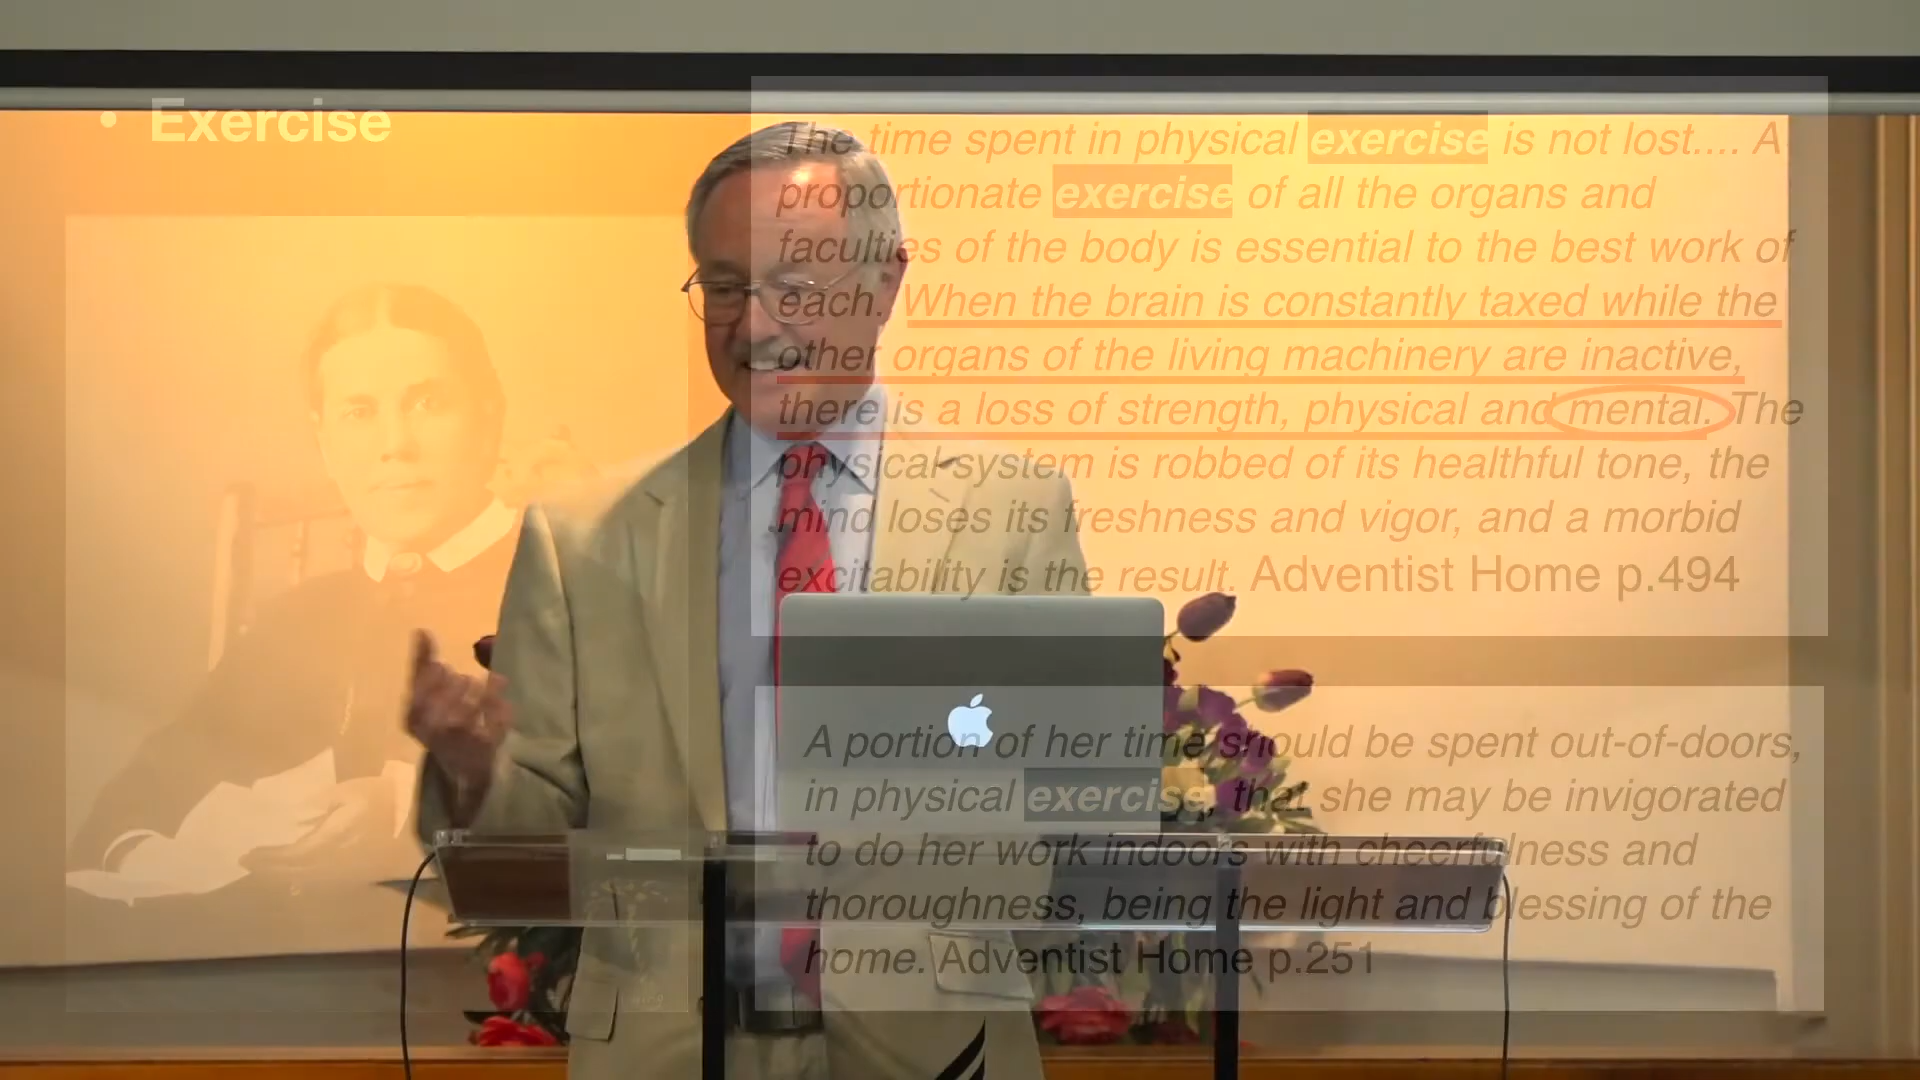 • Exercise
The time spent in physical exercise is not lost.... A
proportionate exercise of all the organs and
faculties of the body is essential to the best work of
each. When the brain is constantly taxed while the
other organs of the living machinery are inactive,
there is a loss of strength, physical and mental. The
physical system is robbed of its healthful tone, the
mind loses its freshness and vigor, and a morbid
excitability is the result. Adventist Home p.494
A portion of her time should be spent out-of-doors,
in physical exercise, that she may be invigorated
to do her work indoors with cheerfulness and
thoroughness, being the light and blessing of the
home. Adventist Home p.251